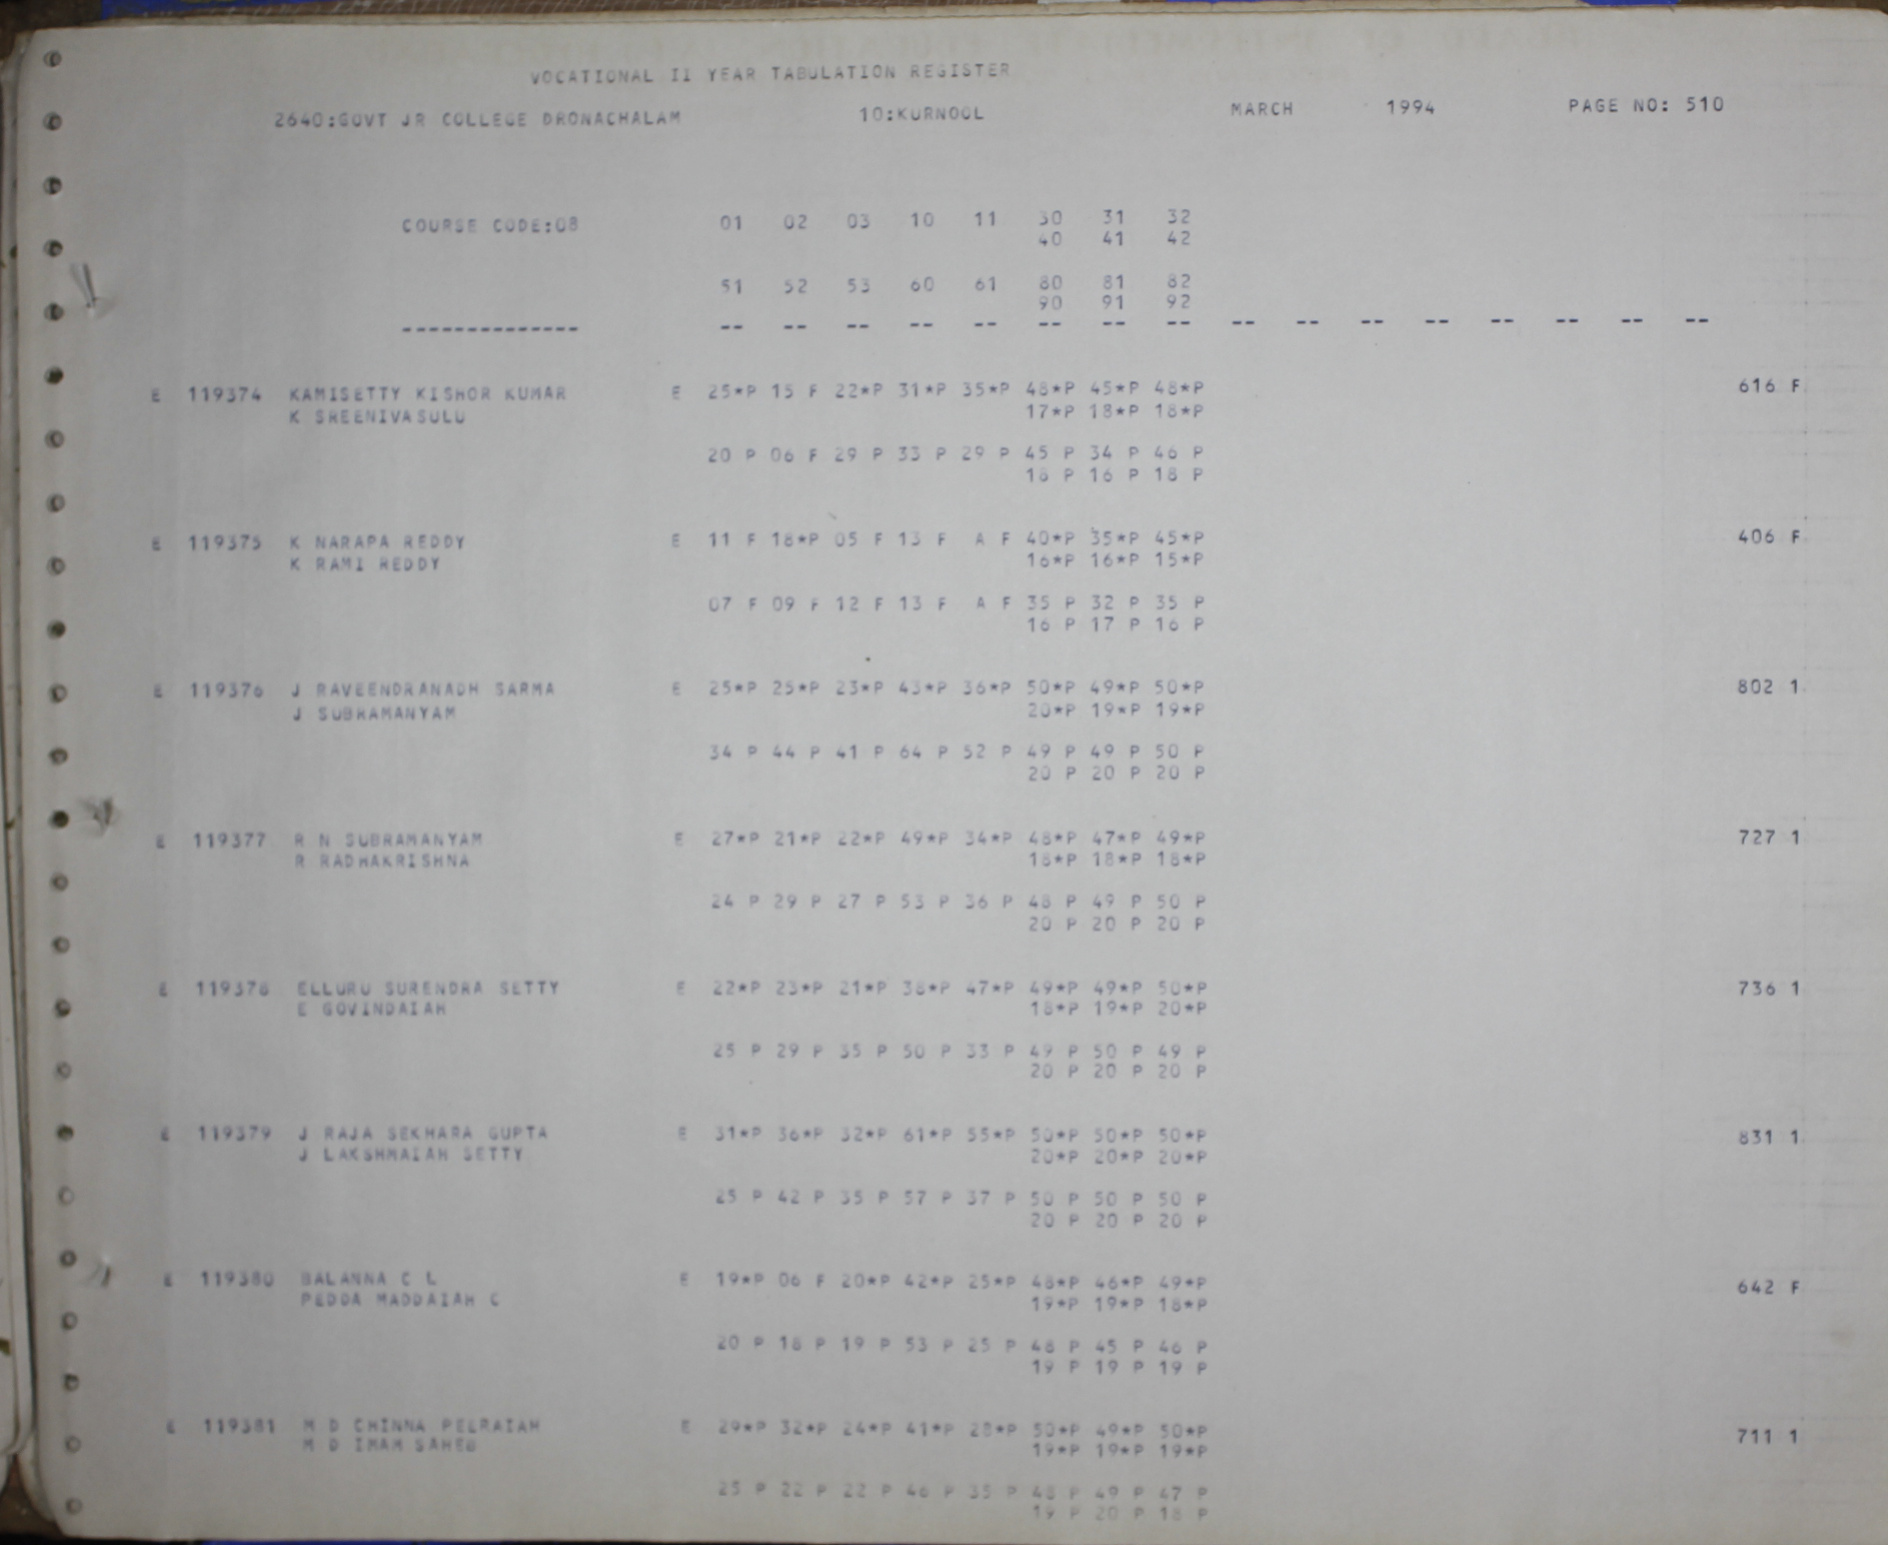 VOCATIONAL II YEAR TABULATION REGISTER
2640:GOVT JR COLLEGE DRONACHALAM 10:KURNOOL MARCH 1994 PAGE NO: 510
COURSE CODE:08 01 02 03 10 11 30 31 32
40 41 42
51 52 53 60 61 80 81 82
90 91 92
-------------- -- -- -- -- -- -- -- -- -- -- -- -- -- -- -- --
E 119374 KAMISETTY KISHOR KUMAR E 25*P 15 F 22*P 31*P 35*P 48*P 45*P 48*P 616 F
K SREENIVASULU 17*P 18*P 18*P
20 P 06 F 29 P 33 P 29 P 45 P 34 P 46 P
18 P 16 P 18 P
E 119375 K NARAPA REDDY E 11 F 18*P 05 F 13 F A F 40*P 35*P 45*P 406 F
K RAMI REDDY 16*P 16*P 15*P
07 F 09 F 12 F 13 F A F 35 P 32 P 35 P
16 P 17 P 16 P
E 119376 J RAVEENDRANADH SARMA E 25*P 25*P 23*P 43*P 36*P 50*P 49*P 50*P 802 1
J SUBRAMANYAM 20*P 19*P 19*P
34 P 44 P 41 P 64 P 52 P 49 P 49 P 50 P
20 P 20 P 20 P
E 119377 R N SUBRAMANYAM E 27*P 21*P 22*P 49*P 34*P 48*P 47*P 49*P 727 1
R RADHAKRISHNA 18*P 18*P 18*P
24 P 29 P 27 P 53 P 36 P 48 P 49 P 50 P
20 P 20 P 20 P
E 119378 ELLURU SURENDRA SETTY E 22*P 23*P 21*P 38*P 47*P 49*P 49*P 50*P 736 1
E GOVINDAIAH 18*P 19*P 20*P
25 P 29 P 35 P 50 P 33 P 49 P 50 P 49 P
20 P 20 P 20 P
E 119379 J RAJA SEKHARA GUPTA E 31*P 36*P 32*P 61*P 55*P 50*P 50*P 50*P 831 1
J LAKSHMAIAH SETTY 20*P 20*P 20*P
25 P 42 P 35 P 57 P 37 P 50 P 50 P 50 P
20 P 20 P 20 P
E 119380 BALANNA C L E 19*P 06 F 20*P 42*P 25*P 48*P 46*P 49*P 642 F
PEDDA MADDAIAH C 19*P 19*P 18*P
20 P 18 P 19 P 53 P 25 P 48 P 45 P 46 P
19 P 19 P 19 P
E 119381 M D CHINNA PEERAIAH E 29*P 32*P 24*P 41*P 28*P 50*P 49*P 50*P 711 1
M D IMAM SAHEB 19*P 19*P 19*P
25 P 22 P 22 P 46 P 35 P 48 P 49 P 47 P
19 P 20 P 18 P